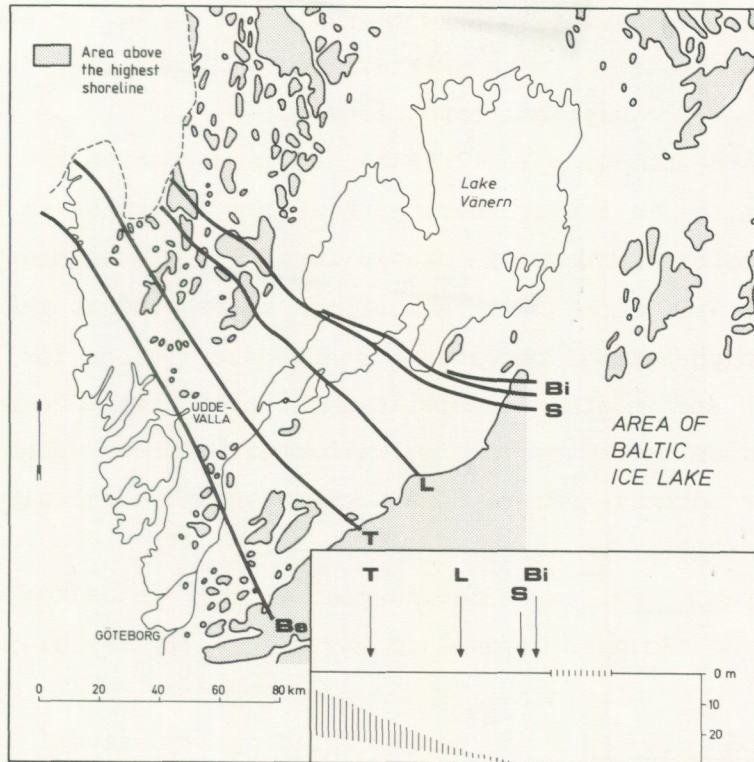 Area above
the highest
shoreline
Lake
Vänern
UDDE-
VALLA
Bi
S
AREA OF
BALTIC
ICE LAKE
L
T
Be
GÖTEBORG
0 20 40 60 80 km
T L Bi
S
0 m
10
20